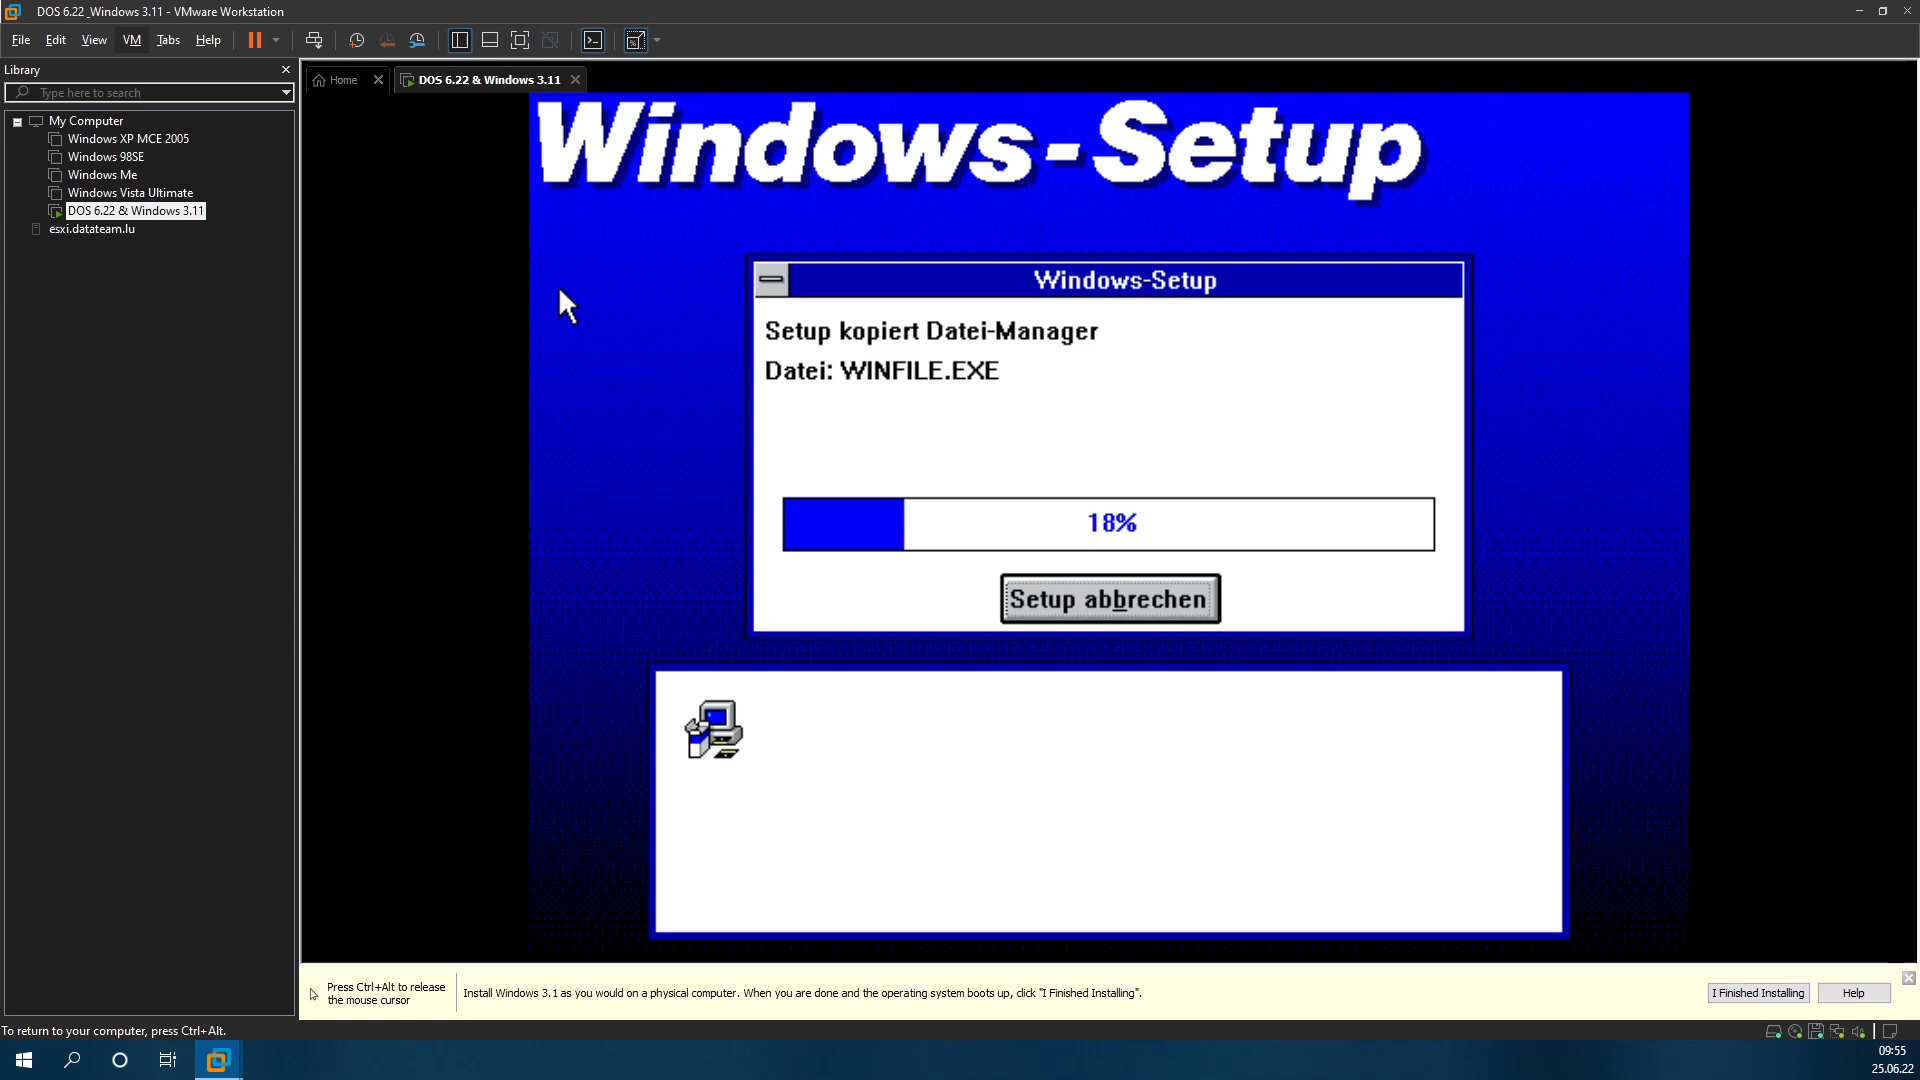 DOS 6.22 _Windows 3.11 - VMware Workstation
File Edit View VM Tabs Help
Library
Type here to search
My Computer
Windows XP MCE 2005
Windows 98SE
Windows Me
Windows Vista Ultimate
DOS 6.22 & Windows 3.11
esxi.datateam.lu
Home
DOS 6.22 & Windows 3.11
Windows-Setup
Windows-Setup
Setup kopiert Datei-Manager
Datei: WINFILE.EXE
18%
Setup abbrechen
Press Ctrl+Alt to release
the mouse cursor
Install Windows 3.1 as you would on a physical computer. When you are done and the operating system boots up, click "I Finished Installing".
I Finished Installing
Help
To return to your computer, press Ctrl+Alt.
09:55
25.06.22